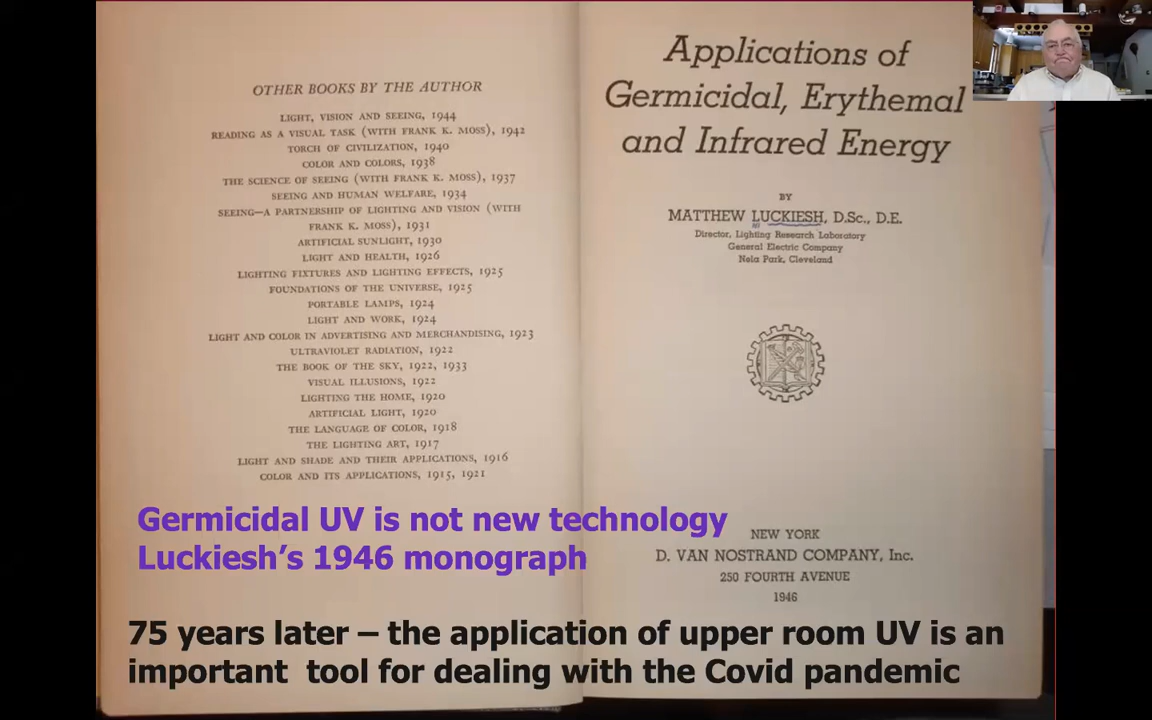 OTHER BOOKS BY THE AUTHOR
LIGHT, VISION AND SEEING, 1944
READING AS A VISUAL TASK (WITH FRANK K. MOSS), 1942
TORCH OF CIVILIZATION, 1940
COLOR AND COLORS, 1938
THE SCIENCE OF SEEING (WITH FRANK K. MOSS), 1937
SEEING AND HUMAN WELFARE, 1934
SEEING—A PARTNERSHIP OF LIGHTING AND VISION (WITH
FRANK K. MOSS), 1931
ARTIFICIAL SUNLIGHT, 1930
LIGHT AND HEALTH, 1926
LIGHTING FIXTURES AND LIGHTING EFFECTS, 1925
FOUNDATIONS OF THE UNIVERSE, 1925
PORTABLE LAMPS, 1924
LIGHT AND WORK, 1924
LIGHT AND COLOR IN ADVERTISING AND MERCHANDISING, 1923
ULTRAVIOLET RADIATION, 1922
THE BOOK OF THE SKY, 1922, 1933
VISUAL ILLUSIONS, 1922
LIGHTING THE HOME, 1920
ARTIFICIAL LIGHT, 1920
THE LANGUAGE OF COLOR, 1918
THE LIGHTING ART, 1917
LIGHT AND SHADE AND THEIR APPLICATIONS, 1916
COLOR AND ITS APPLICATIONS, 1915, 1921
Applications of
Germicidal, Erythemal
and Infrared Energy
BY
MATTHEW LUCKIESH, D.Sc., D.E.
Director, Lighting Research Laboratory
General Electric Company
Nela Park, Cleveland
NEW YORK
D. VAN NOSTRAND COMPANY, Inc.
250 FOURTH AVENUE
1946
Germicidal UV is not new technology
Luckiesh's 1946 monograph
75 years later – the application of upper room UV is an
important tool for dealing with the Covid pandemic